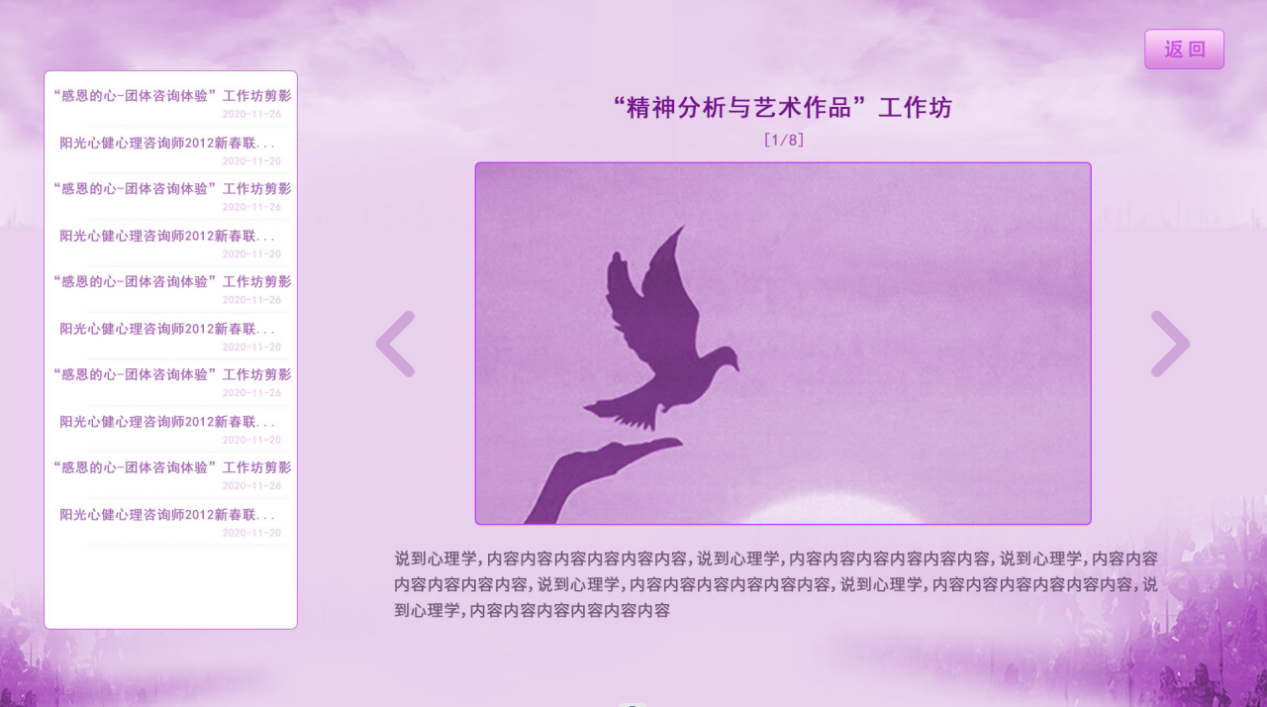 返回
“感恩的心-团体咨询体验”工作坊剪影
2020-11-26
阳光心健心理咨询师2012新春联...
2020-11-20
“感恩的心-团体咨询体验”工作坊剪影
2020-11-26
阳光心健心理咨询师2012新春联...
2020-11-20
“感恩的心-团体咨询体验”工作坊剪影
2020-11-26
阳光心健心理咨询师2012新春联...
2020-11-20
“感恩的心-团体咨询体验”工作坊剪影
2020-11-26
阳光心健心理咨询师2012新春联...
2020-11-20
“感恩的心-团体咨询体验”工作坊剪影
2020-11-26
阳光心健心理咨询师2012新春联...
2020-11-20
“精神分析与艺术作品”工作坊
[1/8]
说到心理学,内容内容内容内容内容内容,说到心理学,内容内容内容内容内容内容,说到心理学,内容内容
内容内容内容内容,说到心理学,内容内容内容内容内容内容,说到心理学,内容内容内容内容内容内容,说
到心理学,内容内容内容内容内容内容